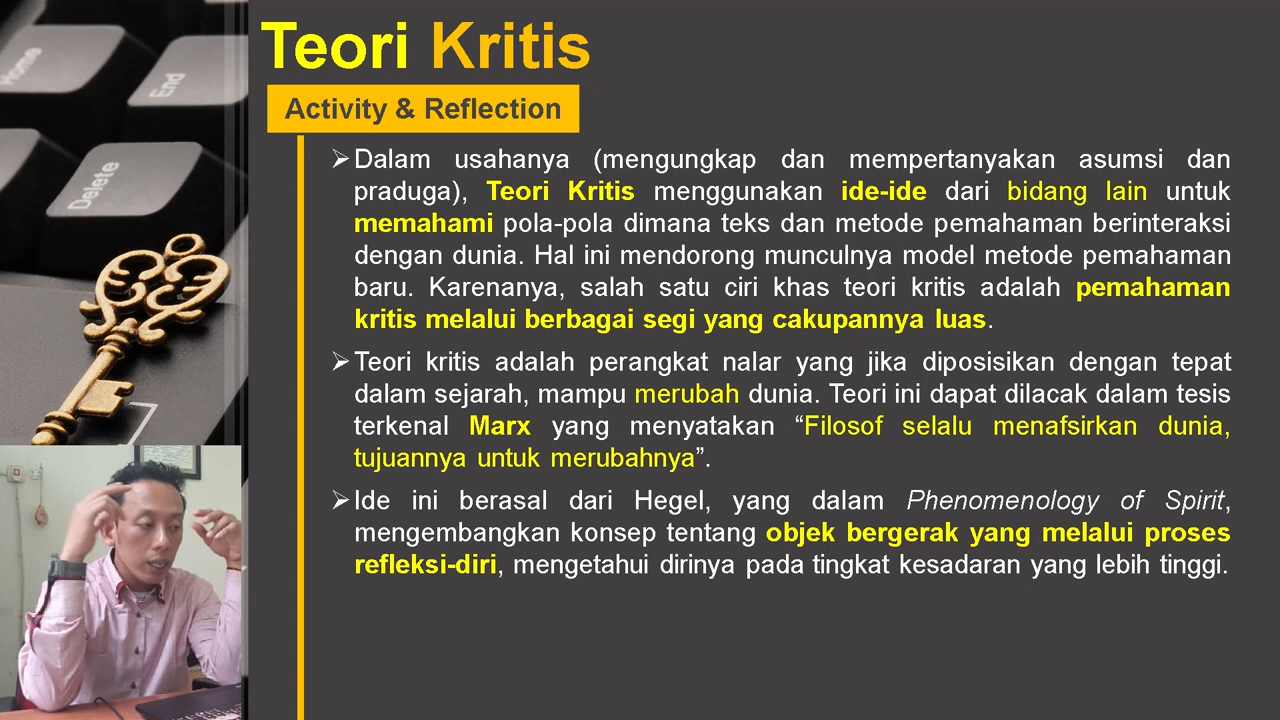 Home
End
Delete
Teori Kritis
Activity & Reflection
➢Dalam usahanya (mengungkap dan mempertanyakan asumsi dan
praduga), Teori Kritis menggunakan ide-ide dari bidang lain untuk
memahami pola-pola dimana teks dan metode pemahaman berinteraksi
dengan dunia. Hal ini mendorong munculnya model metode pemahaman
baru. Karenanya, salah satu ciri khas teori kritis adalah pemahaman
kritis melalui berbagai segi yang cakupannya luas.
➢Teori kritis adalah perangkat nalar yang jika diposisikan dengan tepat
dalam sejarah, mampu merubah dunia. Teori ini dapat dilacak dalam tesis
terkenal Marx yang menyatakan “Filosof selalu menafsirkan dunia,
tujuannya untuk merubahnya”.
➢Ide ini berasal dari Hegel, yang dalam Phenomenology of Spirit,
mengembangkan konsep tentang objek bergerak yang melalui proses
refleksi-diri, mengetahui dirinya pada tingkat kesadaran yang lebih tinggi.